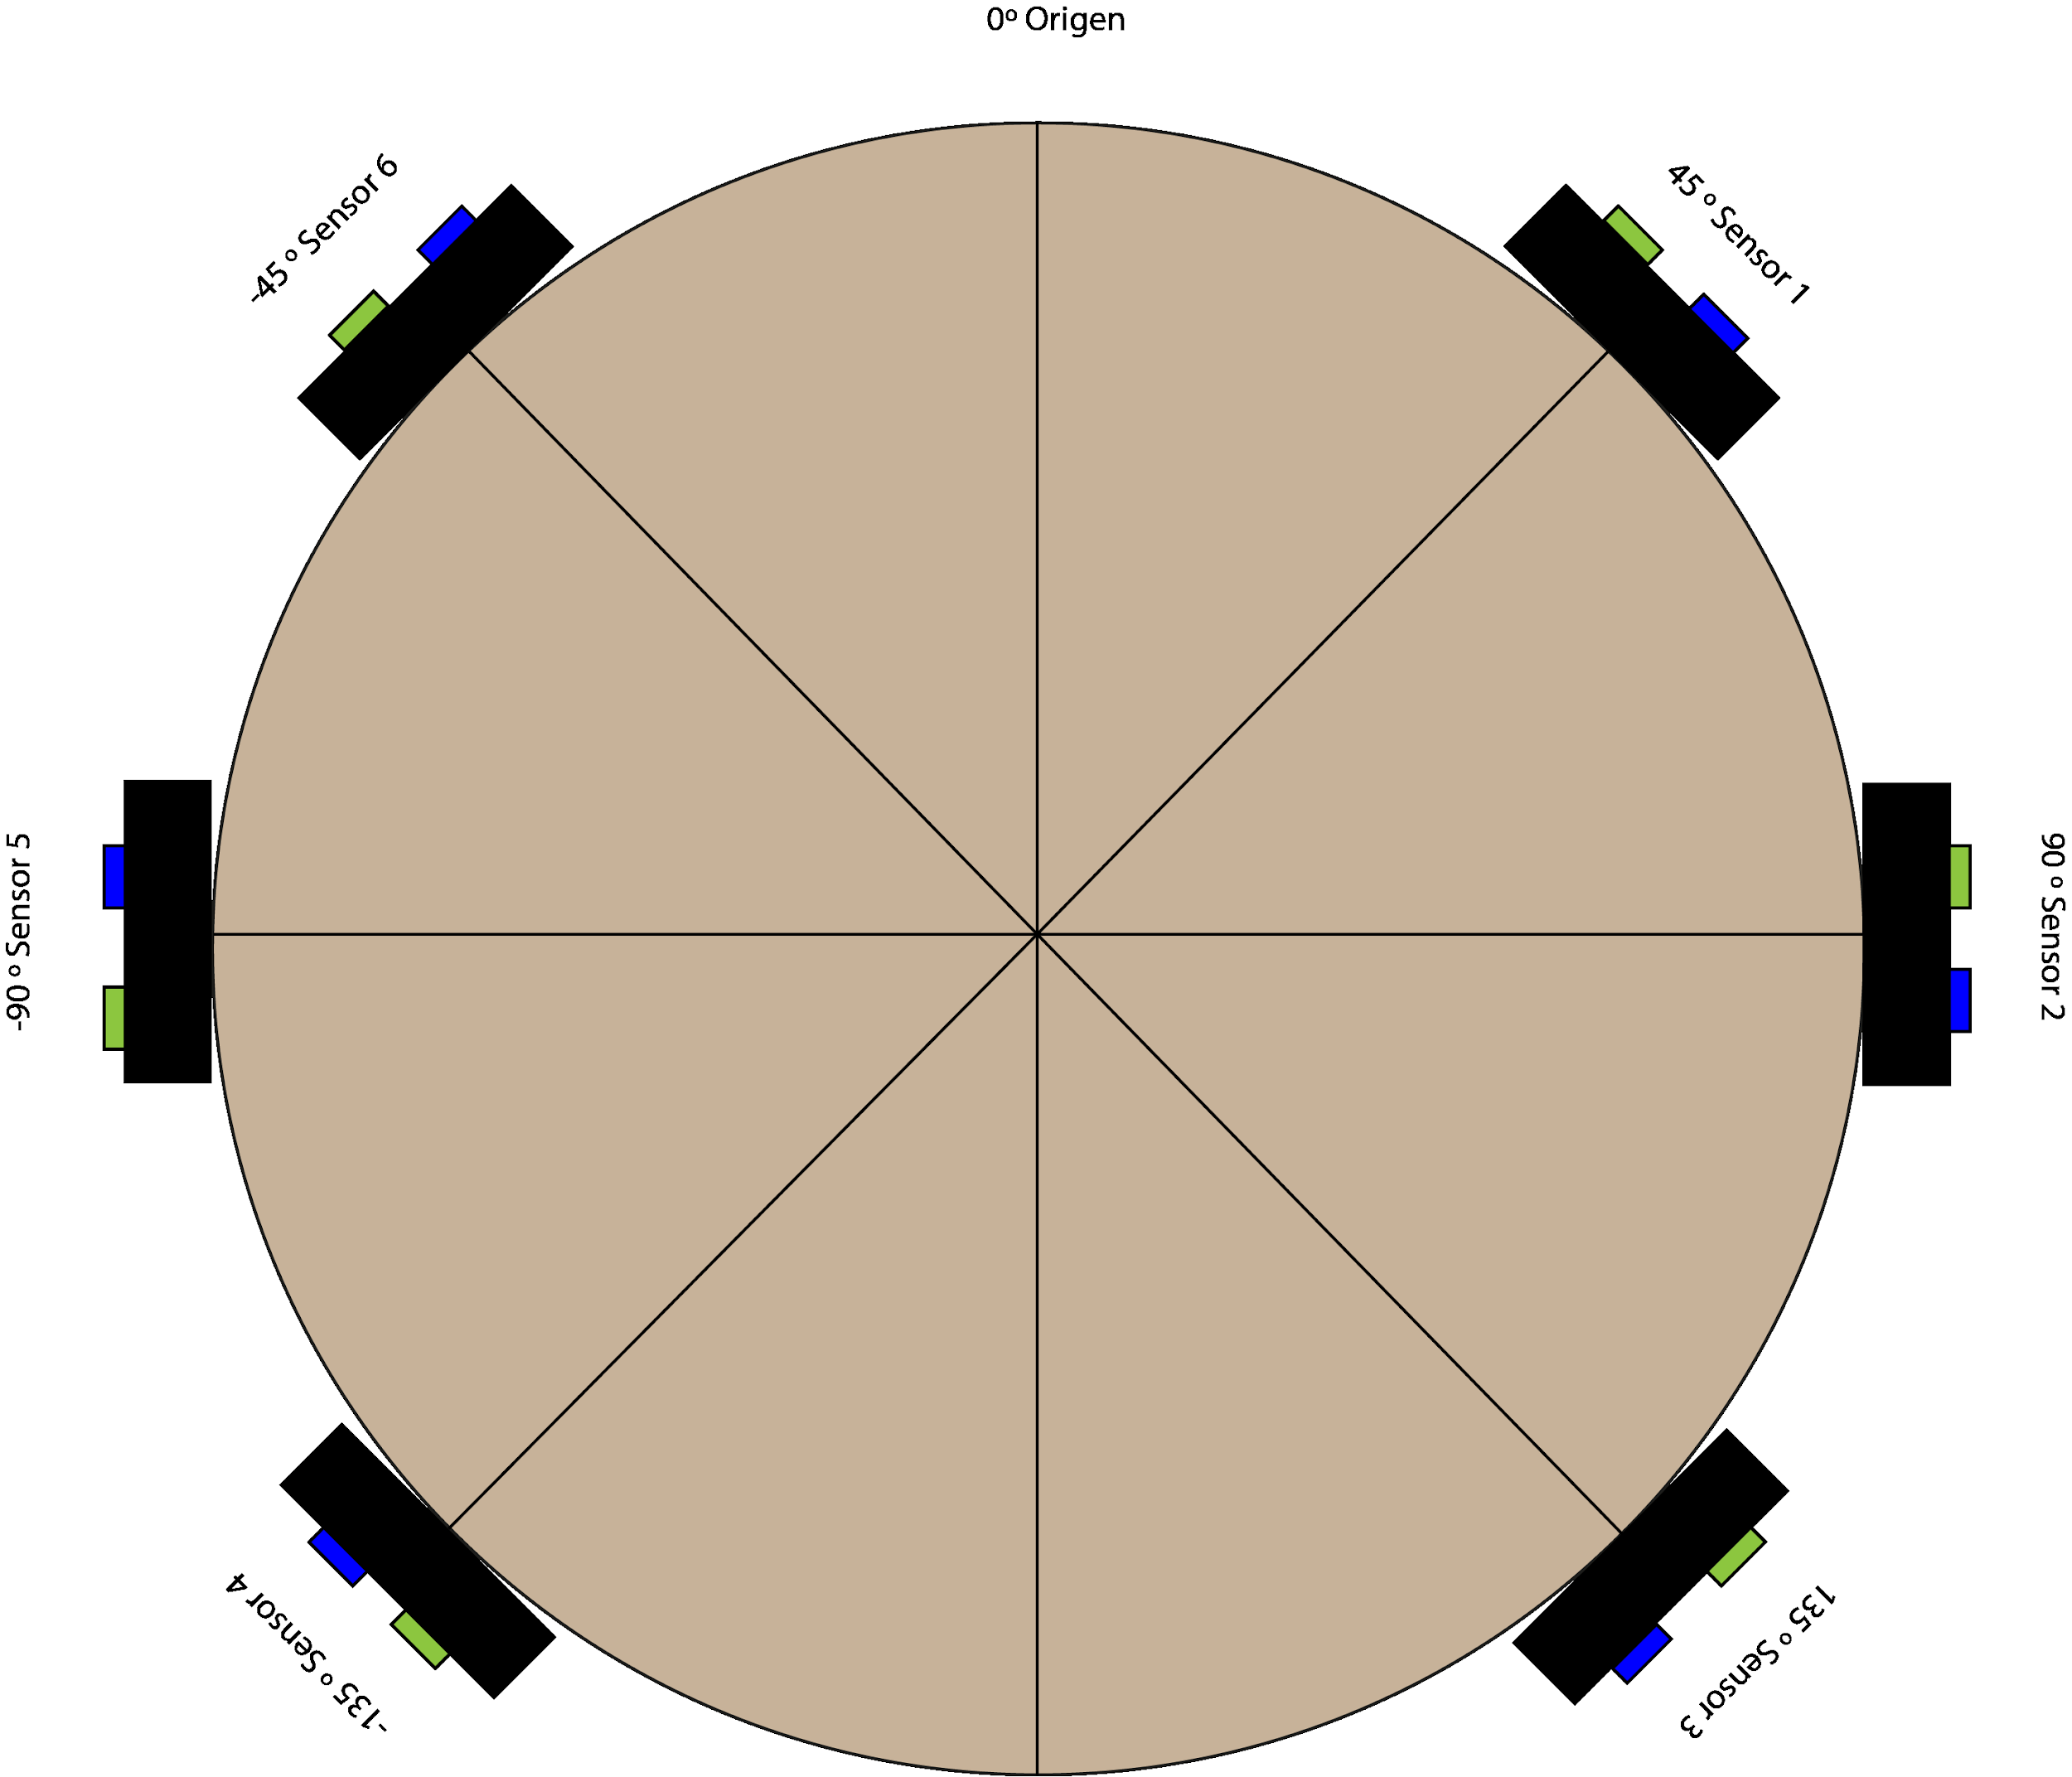 0º Origen
45 º Sensor 1
90 º Sensor 2
135 º Sensor 3
-135 º Sensor 4
-90 º Sensor 5
-45 º Sensor 6